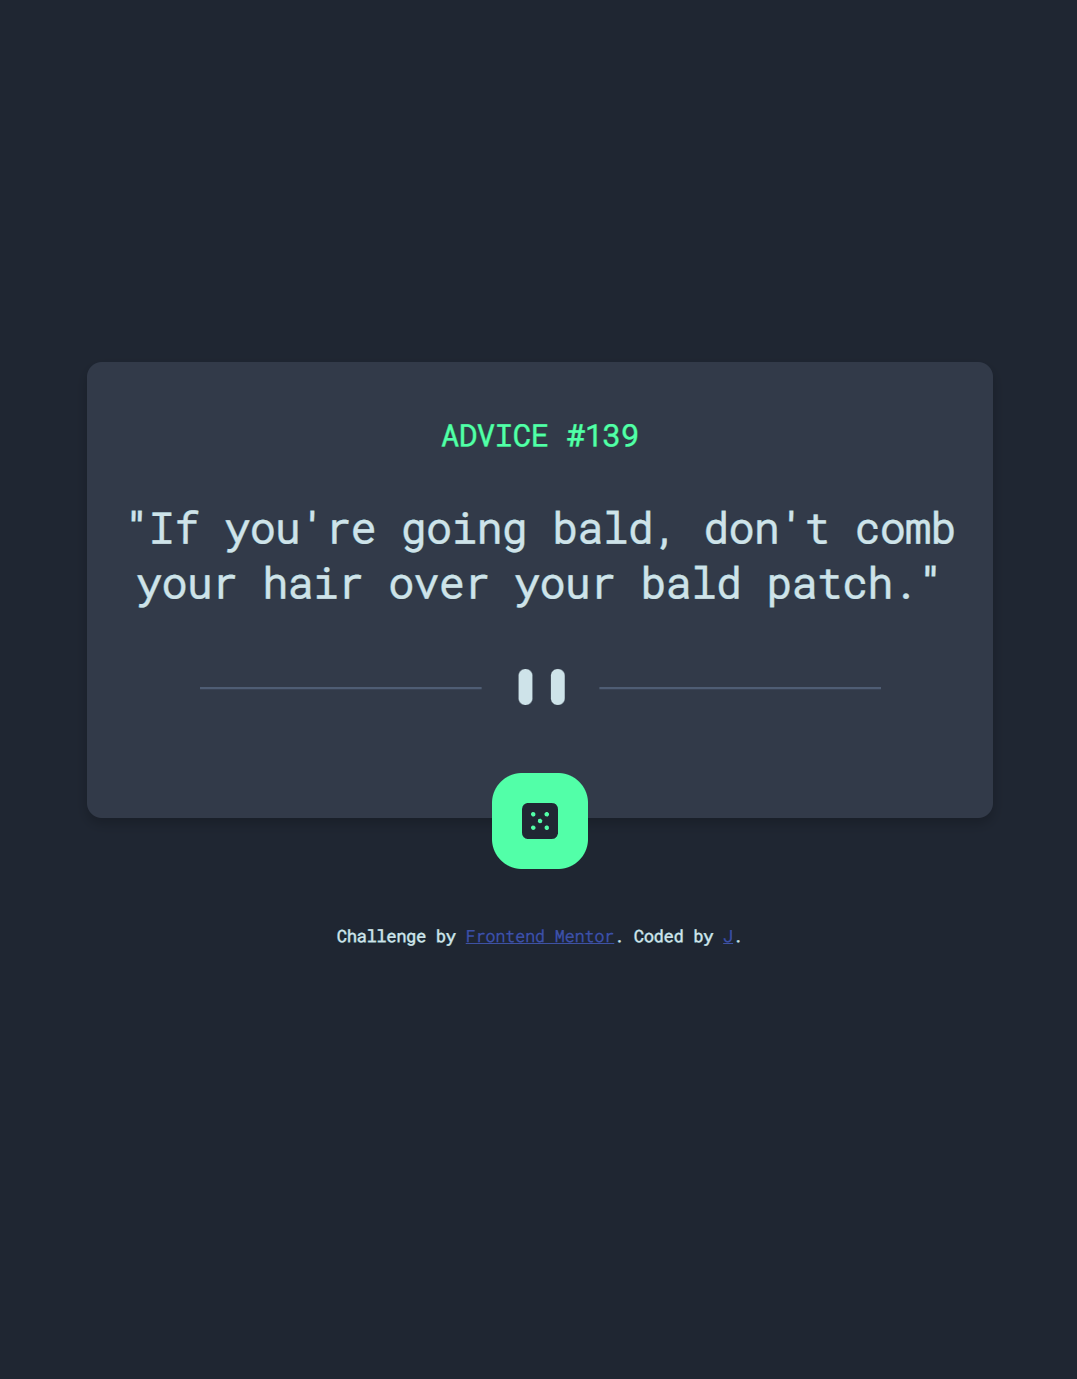 ADVICE #139
"If you're going bald, don't comb
your hair over your bald patch."
Challenge by Frontend Mentor. Coded by J.